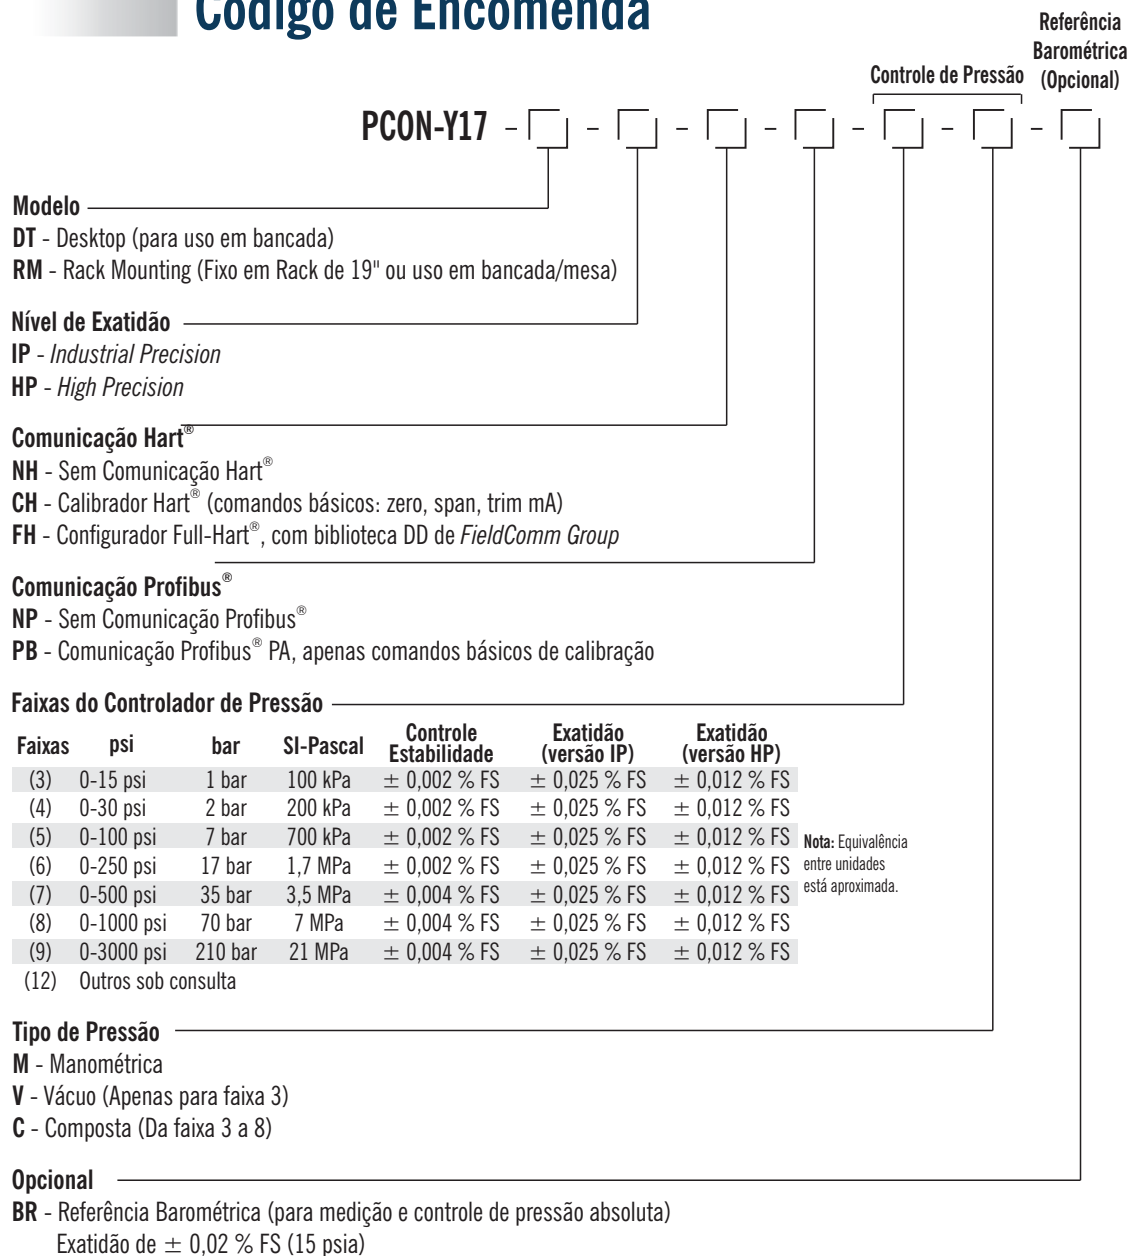 Código de Encomenda
Referência
Barométrica
(Opcional)
Controle de Pressão
PCON-Y17 - - - - - - -
Modelo
DT - Desktop (para uso em bancada)
RM - Rack Mounting (Fixo em Rack de 19" ou uso em bancada/mesa)
Nível de Exatidão
IP - Industrial Precision
HP - High Precision
Comunicação Hart®
NH - Sem Comunicação Hart®
CH - Calibrador Hart® (comandos básicos: zero, span, trim mA)
FH - Configurador Full-Hart®, com biblioteca DD de FieldComm Group
Comunicação Profibus®
NP - Sem Comunicação Profibus®
PB - Comunicação Profibus® PA, apenas comandos básicos de calibração
Faixas do Controlador de Pressão
Faixas psi bar SI-Pascal Controle Estabilidade Exatidão (versão IP) Exatidão (versão HP)
(3) 0-15 psi 1 bar 100 kPa ± 0,002 % FS ± 0,025 % FS ± 0,012 % FS
(4) 0-30 psi 2 bar 200 kPa ± 0,002 % FS ± 0,025 % FS ± 0,012 % FS
(5) 0-100 psi 7 bar 700 kPa ± 0,002 % FS ± 0,025 % FS ± 0,012 % FS
(6) 0-250 psi 17 bar 1,7 MPa ± 0,002 % FS ± 0,025 % FS ± 0,012 % FS
(7) 0-500 psi 35 bar 3,5 MPa ± 0,004 % FS ± 0,025 % FS ± 0,012 % FS
(8) 0-1000 psi 70 bar 7 MPa ± 0,004 % FS ± 0,025 % FS ± 0,012 % FS
(9) 0-3000 psi 210 bar 21 MPa ± 0,004 % FS ± 0,025 % FS ± 0,012 % FS
(12) Outros sob consulta
Nota: Equivalência
entre unidades
está aproximada.
Tipo de Pressão
M - Manométrica
V - Vácuo (Apenas para faixa 3)
C - Composta (Da faixa 3 a 8)
Opcional
BR - Referência Barométrica (para medição e controle de pressão absoluta)
Exatidão de ± 0,02 % FS (15 psia)